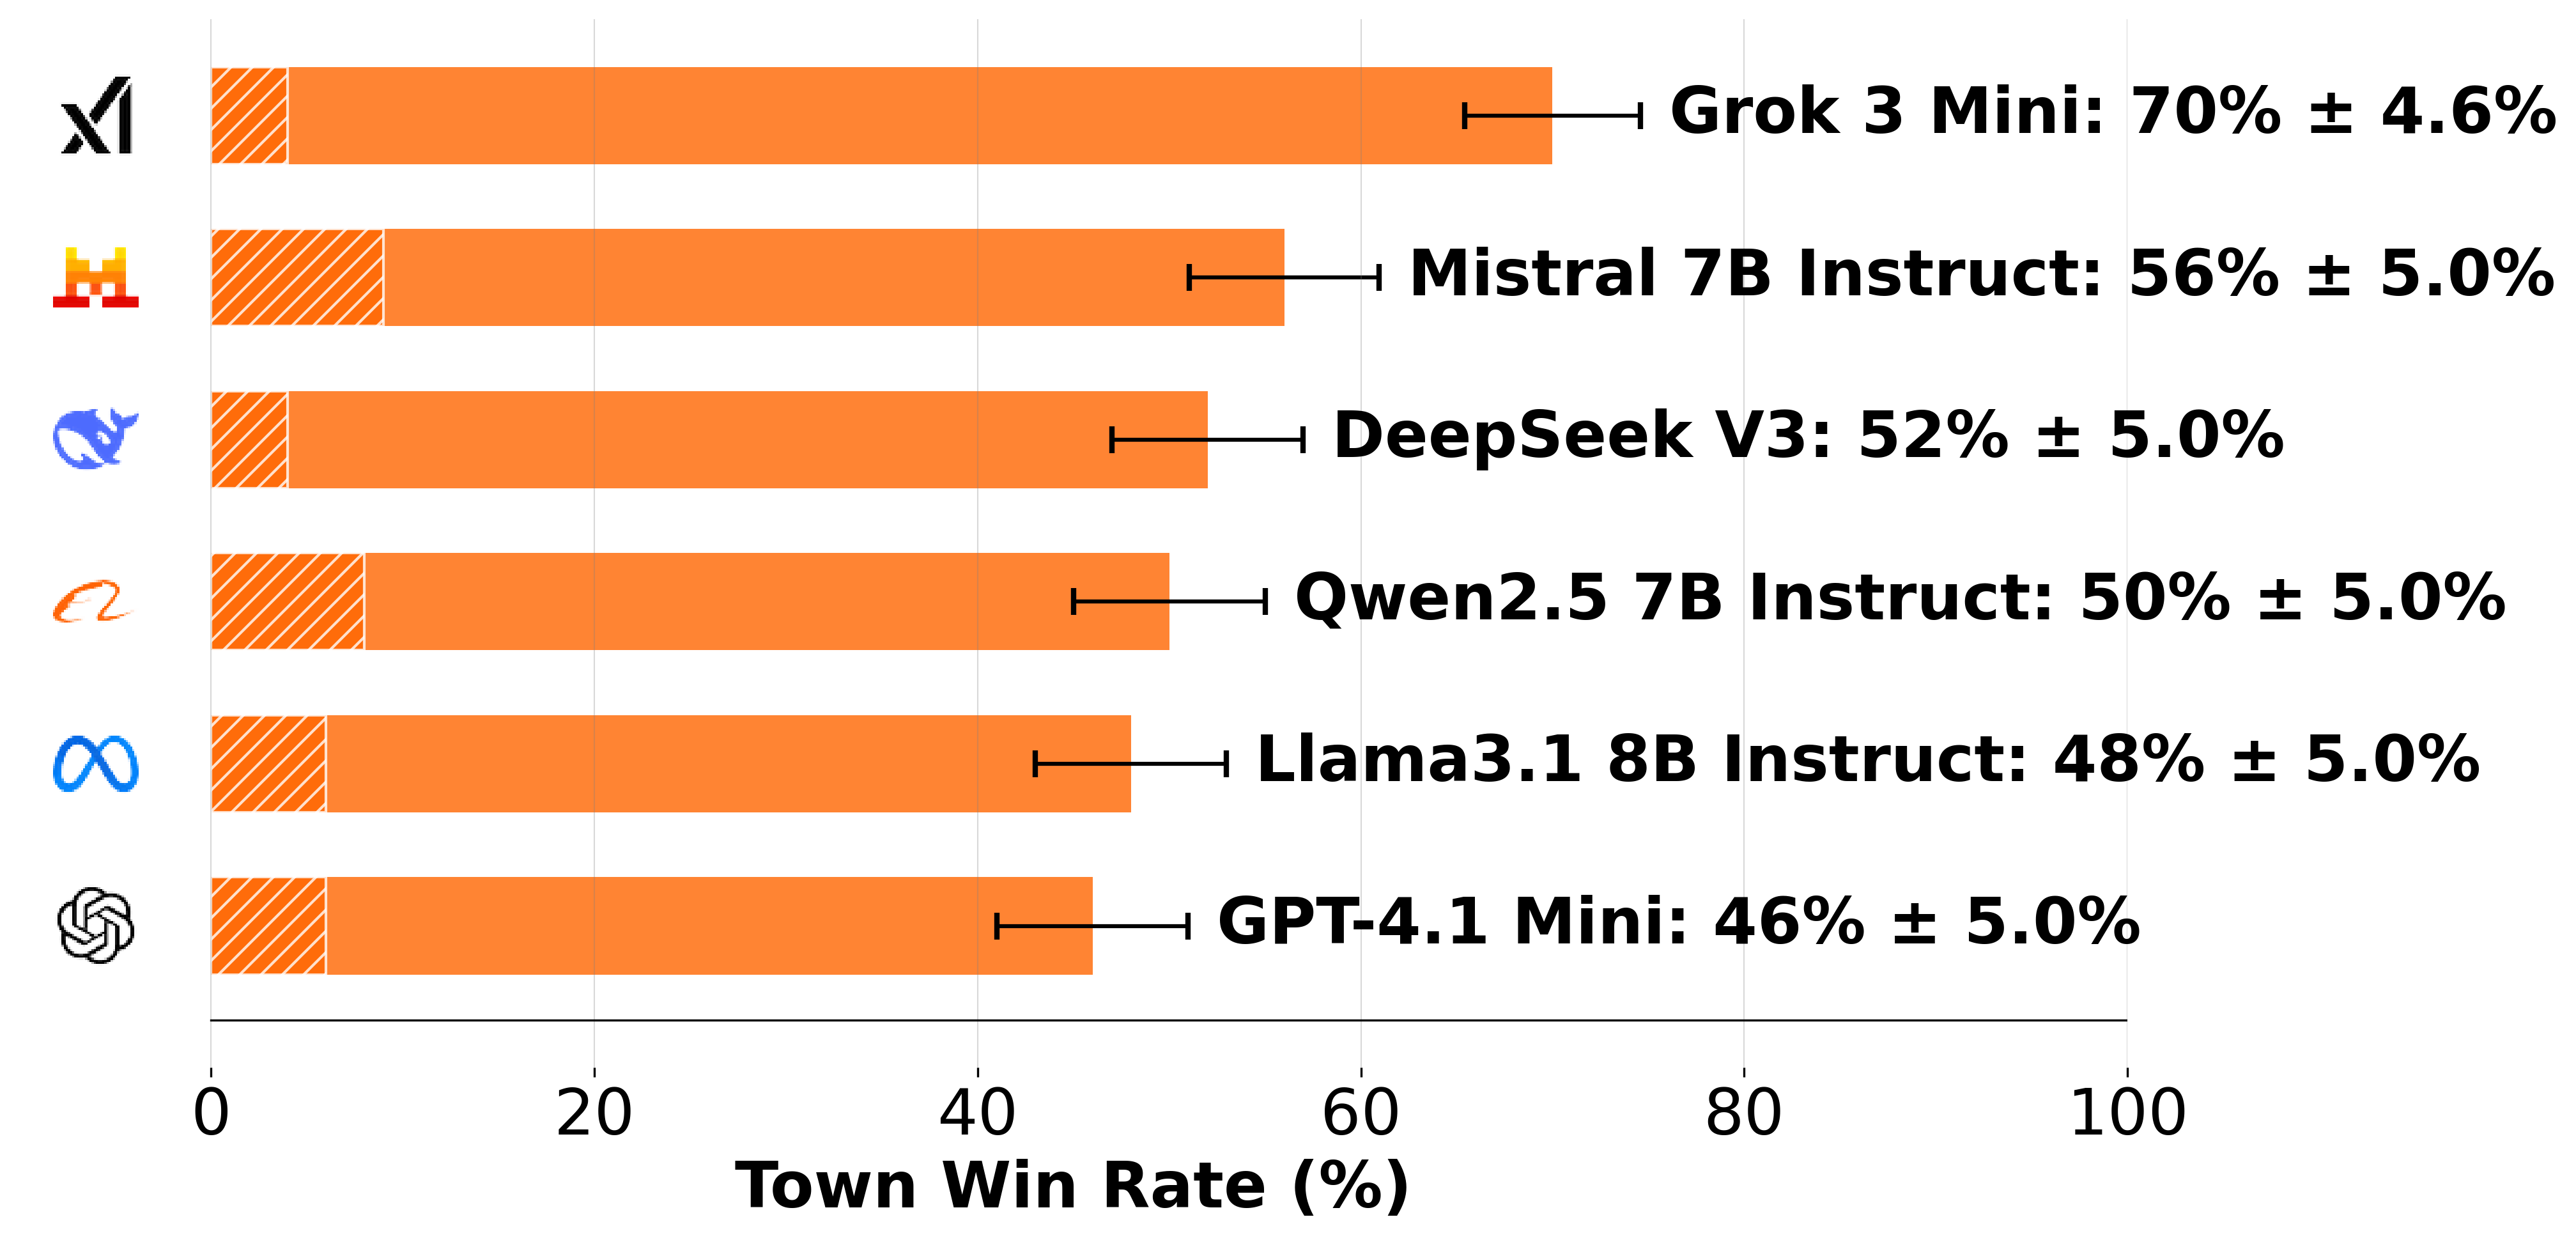 Grok 3 Mini: 70% ± 4.6%
Mistral 7B Instruct: 56% ± 5.0%
DeepSeek V3: 52% ± 5.0%
Qwen2.5 7B Instruct: 50% ± 5.0%
Llama3.1 8B Instruct: 48% ± 5.0%
GPT-4.1 Mini: 46% ± 5.0%
0 20 40 60 80 100
Town Win Rate (%)